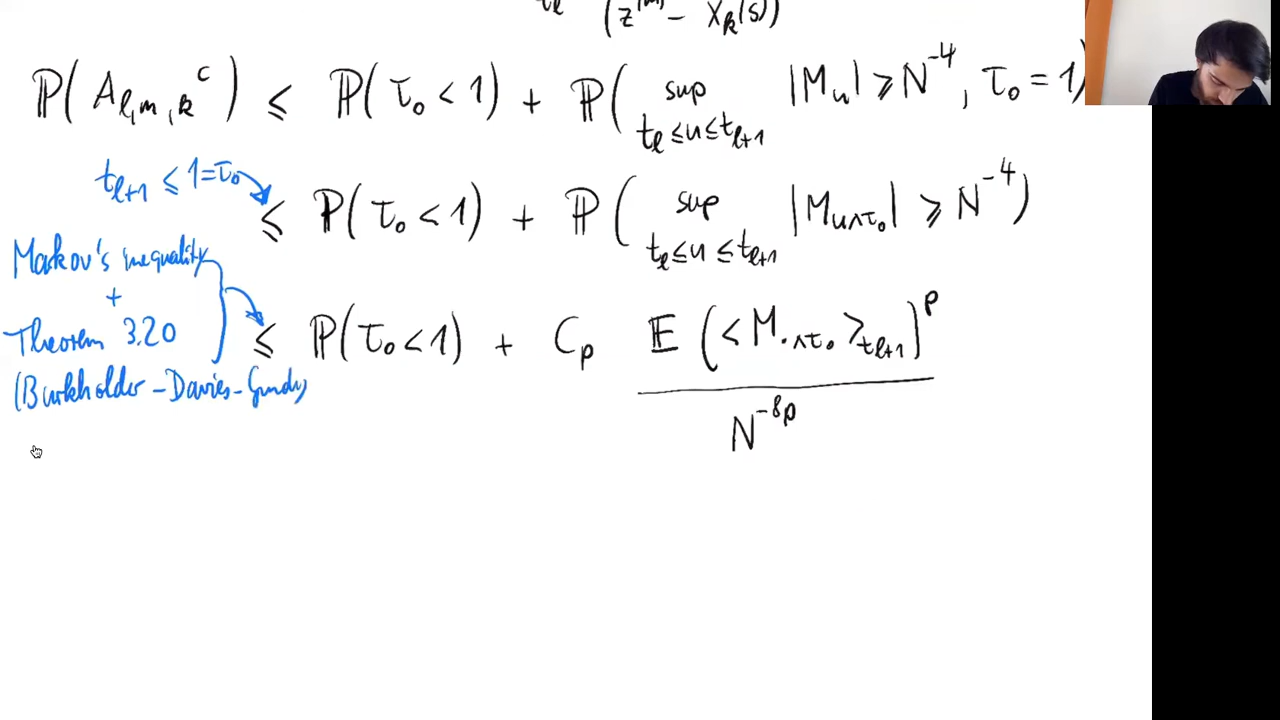 t_ℓ (z^(m) − X_k(s))
ℙ(A_{ℓ,m,k}^c) ≤ ℙ(τ_0 < 1) + ℙ(sup_{t_ℓ≤u≤t_{ℓ+1}} |M_u| ⩾ N^{-4}, τ_0 = 1)
t_{ℓ+1} ≤ 1 = τ_0
≤ ℙ(τ_0 < 1) + ℙ(sup_{t_ℓ≤u≤t_{ℓ+1}} |M_{u∧τ_0}| ⩾ N^{-4})
Markov's inequality
+
Theorem 3.20
≤ ℙ(τ_0 < 1) + C_p 𝔼(<M_{·∧τ_0}>_{t_{ℓ+1}})^p / N^{-8p}
(Burkholder-Davies-Gundy)